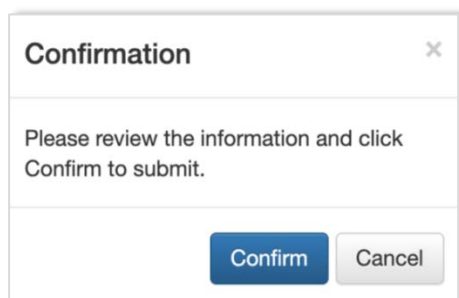 Confirmation ×
Please review the information and click
Confirm to submit.
Confirm Cancel